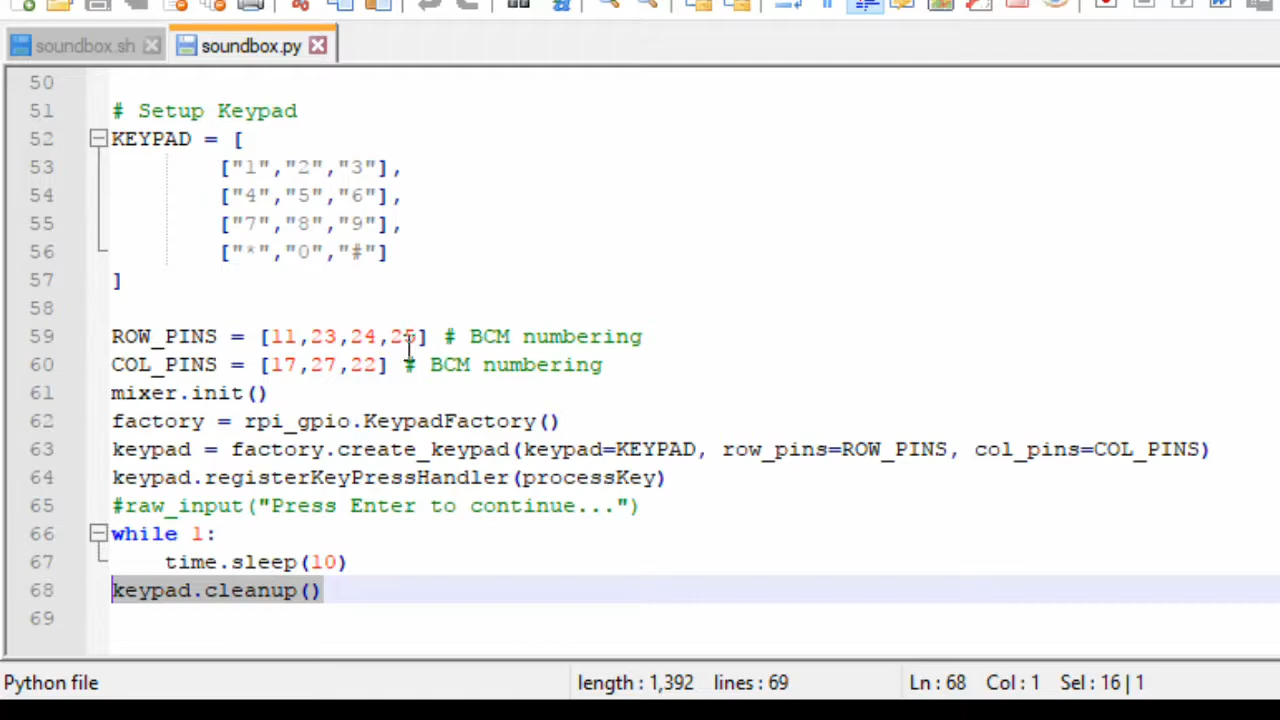 soundbox.sh soundbox.py
50
51 # Setup Keypad
52 KEYPAD = [
53 ["1","2","3"],
54 ["4","5","6"],
55 ["7","8","9"],
56 ["*","0","#"]
57 ]
58
59 ROW_PINS = [11,23,24,25] # BCM numbering
60 COL_PINS = [17,27,22] # BCM numbering
61 mixer.init()
62 factory = rpi_gpio.KeypadFactory()
63 keypad = factory.create_keypad(keypad=KEYPAD, row_pins=ROW_PINS, col_pins=COL_PINS)
64 keypad.registerKeyPressHandler(processKey)
65 #raw_input("Press Enter to continue...")
66 while 1:
67 time.sleep(10)
68 keypad.cleanup()
69
Python file length : 1,392 lines : 69 Ln : 68 Col : 1 Sel : 16 | 1